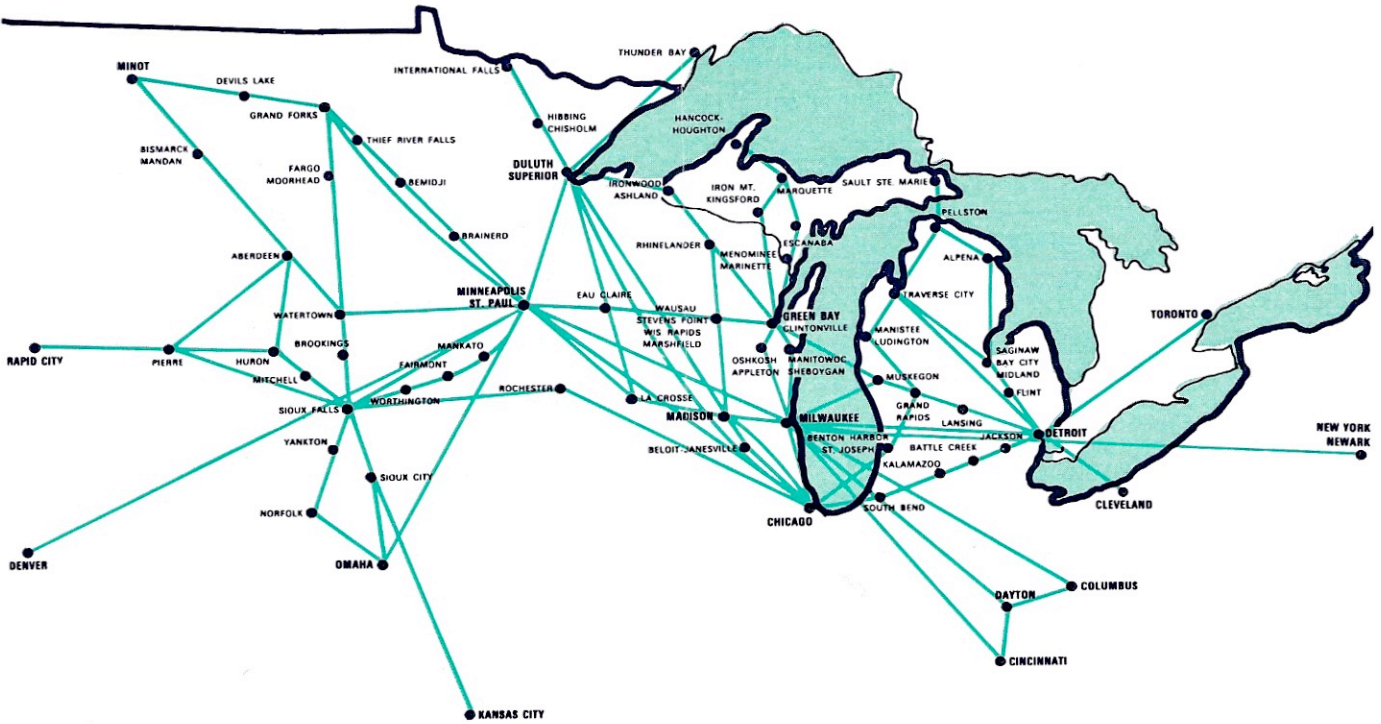 THUNDER BAY
MINOT
INTERNATIONAL FALLS
DEVILS LAKE
GRAND FORKS
HIBBING
CHISHOLM
HANCOCK-
HOUGHTON
THIEF RIVER FALLS
BISMARCK
MANDAN
FARGO
MOORHEAD
DULUTH
SUPERIOR
BEMIDJI
IRONWOOD
ASHLAND
IRON MT.
KINGSFORD
MARQUETTE
SAULT STE. MARIE
PELLSTON
BRAINERD
RHINELANDER
ESCANABA
MENOMINEE
MARINETTE
ABERDEEN
ALPENA
MINNEAPOLIS
ST. PAUL
EAU CLAIRE
TRAVERSE CITY
WATERTOWN
WAUSAU
STEVENS POINT
WIS RAPIDS
MARSHFIELD
GREEN BAY
CLINTONVILLE
TORONTO
MANISTEE
LUDINGTON
RAPID CITY
PIERRE
HURON
BROOKINGS
MANKATO
FAIRMONT
OSHKOSH
APPLETON
MANITOWOC
SHEBOYGAN
SAGINAW
BAY CITY
MIDLAND
MITCHELL
MUSKEGON
ROCHESTER
WORTHINGTON
LA CROSSE
FLINT
SIOUX FALLS
GRAND
RAPIDS
LANSING
MADISON
MILWAUKEE
DETROIT
NEW YORK
NEWARK
YANKTON
BELOIT-JANESVILLE
BENTON HARBOR
ST. JOSEPH
BATTLE CREEK
JACKSON
KALAMAZOO
SIOUX CITY
NORFOLK
CHICAGO
SOUTH BEND
CLEVELAND
DENVER
OMAHA
COLUMBUS
DAYTON
CINCINNATI
KANSAS CITY